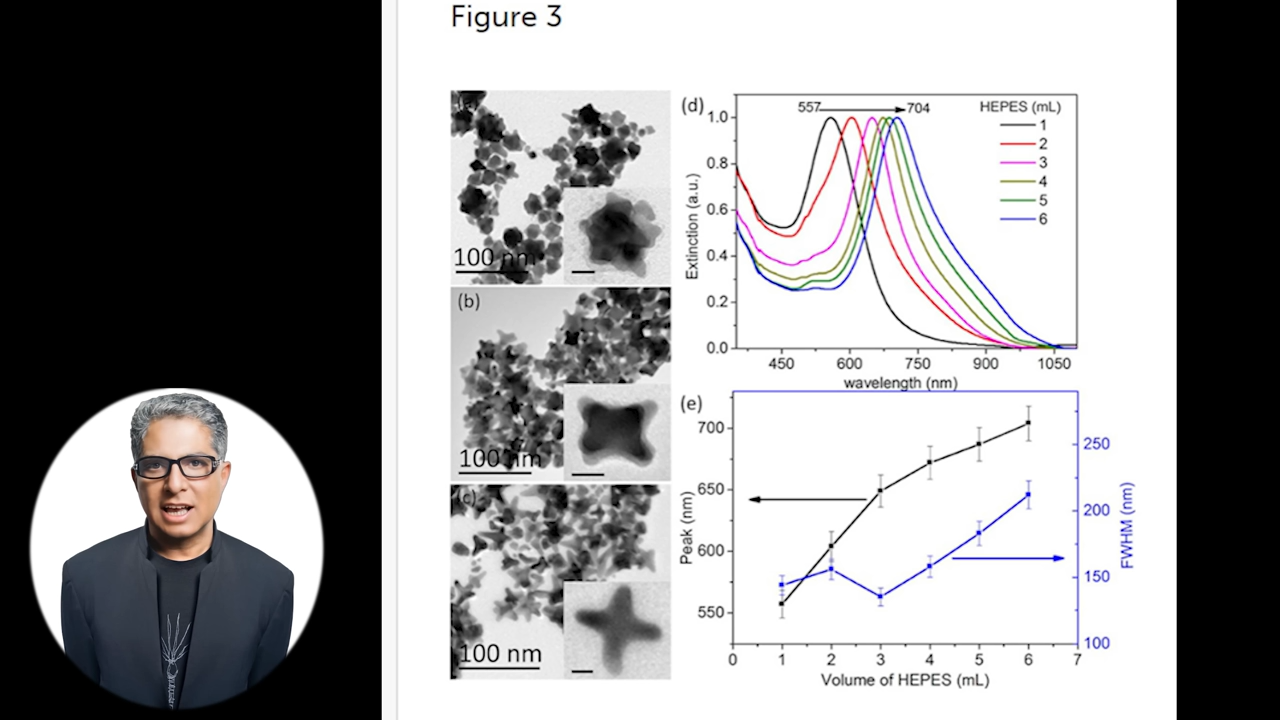 Figure 3
100 nm
(b)
100 nm
(c)
100 nm
(d)
557
704
HEPES (mL)
1
2
3
4
5
6
1.0
0.8
0.6
0.4
0.2
0.0
Extinction (a.u.)
450 600 750 900 1050
wavelength (nm)
(e)
700
650
600
550
Peak (nm)
250
200
150
100
FWHM (nm)
0 1 2 3 4 5 6 7
Volume of HEPES (mL)